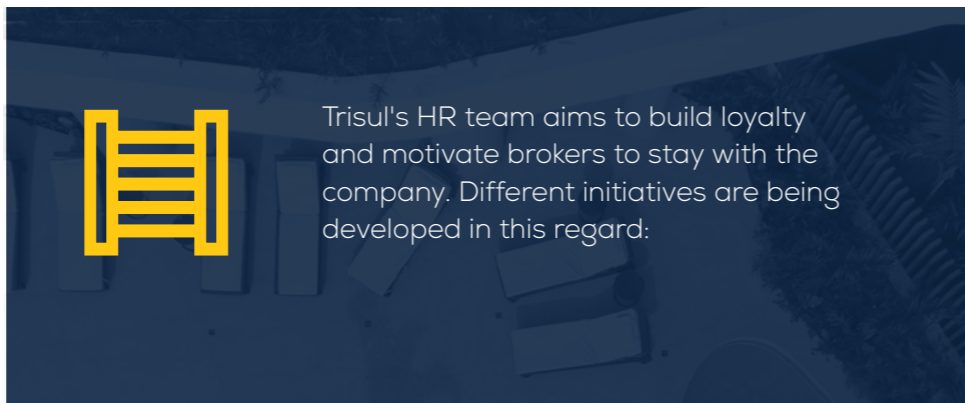 Trisul's HR team aims to build loyalty
and motivate brokers to stay with the
company. Different initiatives are being
developed in this regard: